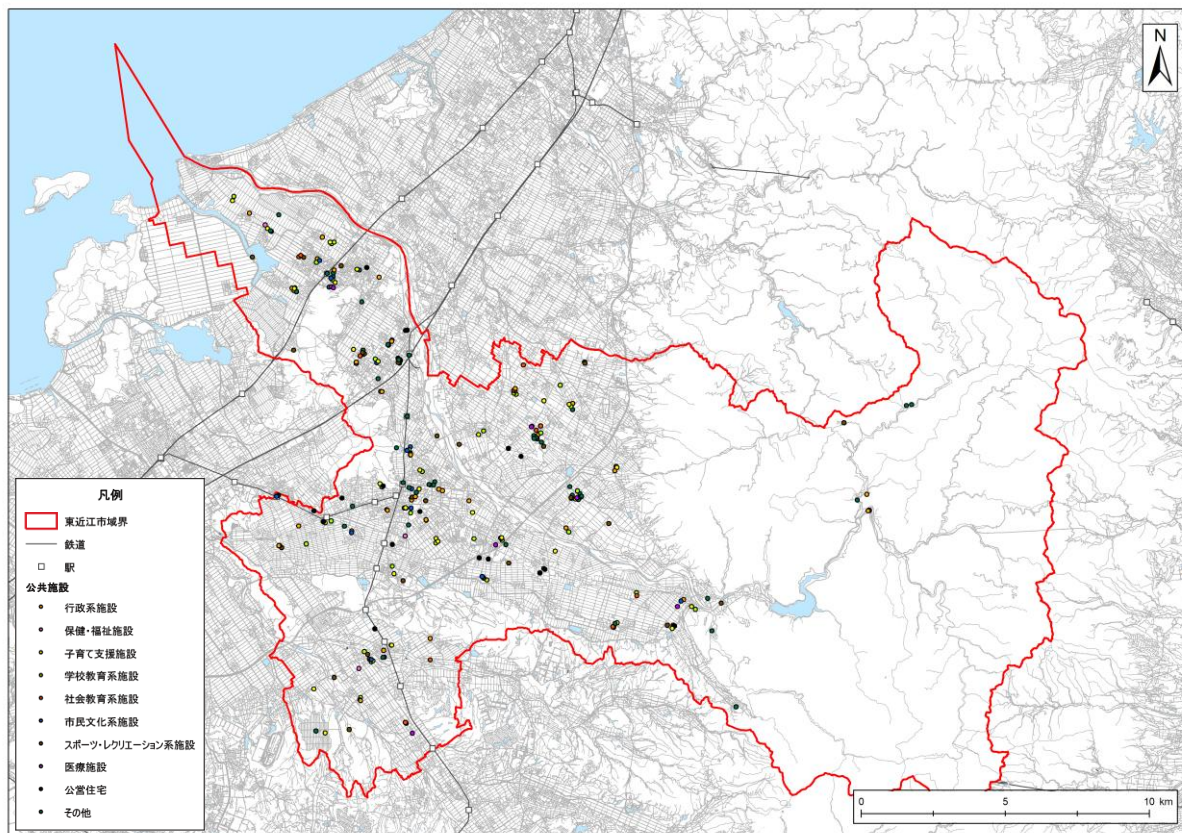 N
凡例
東近江市域界
鉄道
駅
公共施設
行政系施設
保健・福祉施設
子育て支援施設
学校教育系施設
社会教育系施設
市民文化系施設
スポーツ・レクリエーション系施設
医療施設
公営住宅
その他
0 5 10 km